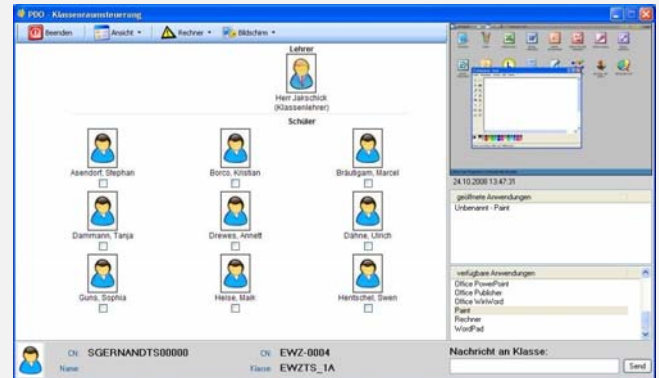 PDO - Klassenraumsteuerung
Beenden Ansicht Rechner Bildschirm
Lehrer
Herr Jakschick
(Klassenlehrer)
Schüler
Asendorf, Stephan Borco, Kristian Bräutigam, Marcel
Dammann, Tanja Drewes, Annett Dähne, Ulrich
Guns, Sophia Heise, Maik Hentschel, Swen
24.10.2008 13:47:31
geöffnete Anwendungen
Unbenannt - Paint
verfügbare Anwendungen
Office PowerPoint
Office Publisher
Office WinWord
Paint
Rechner
WordPad
CN: SGERNANDTS00000 CN: EWZ-0004
Name: Klasse: EWZTS_1A
Nachricht an Klasse:
Send